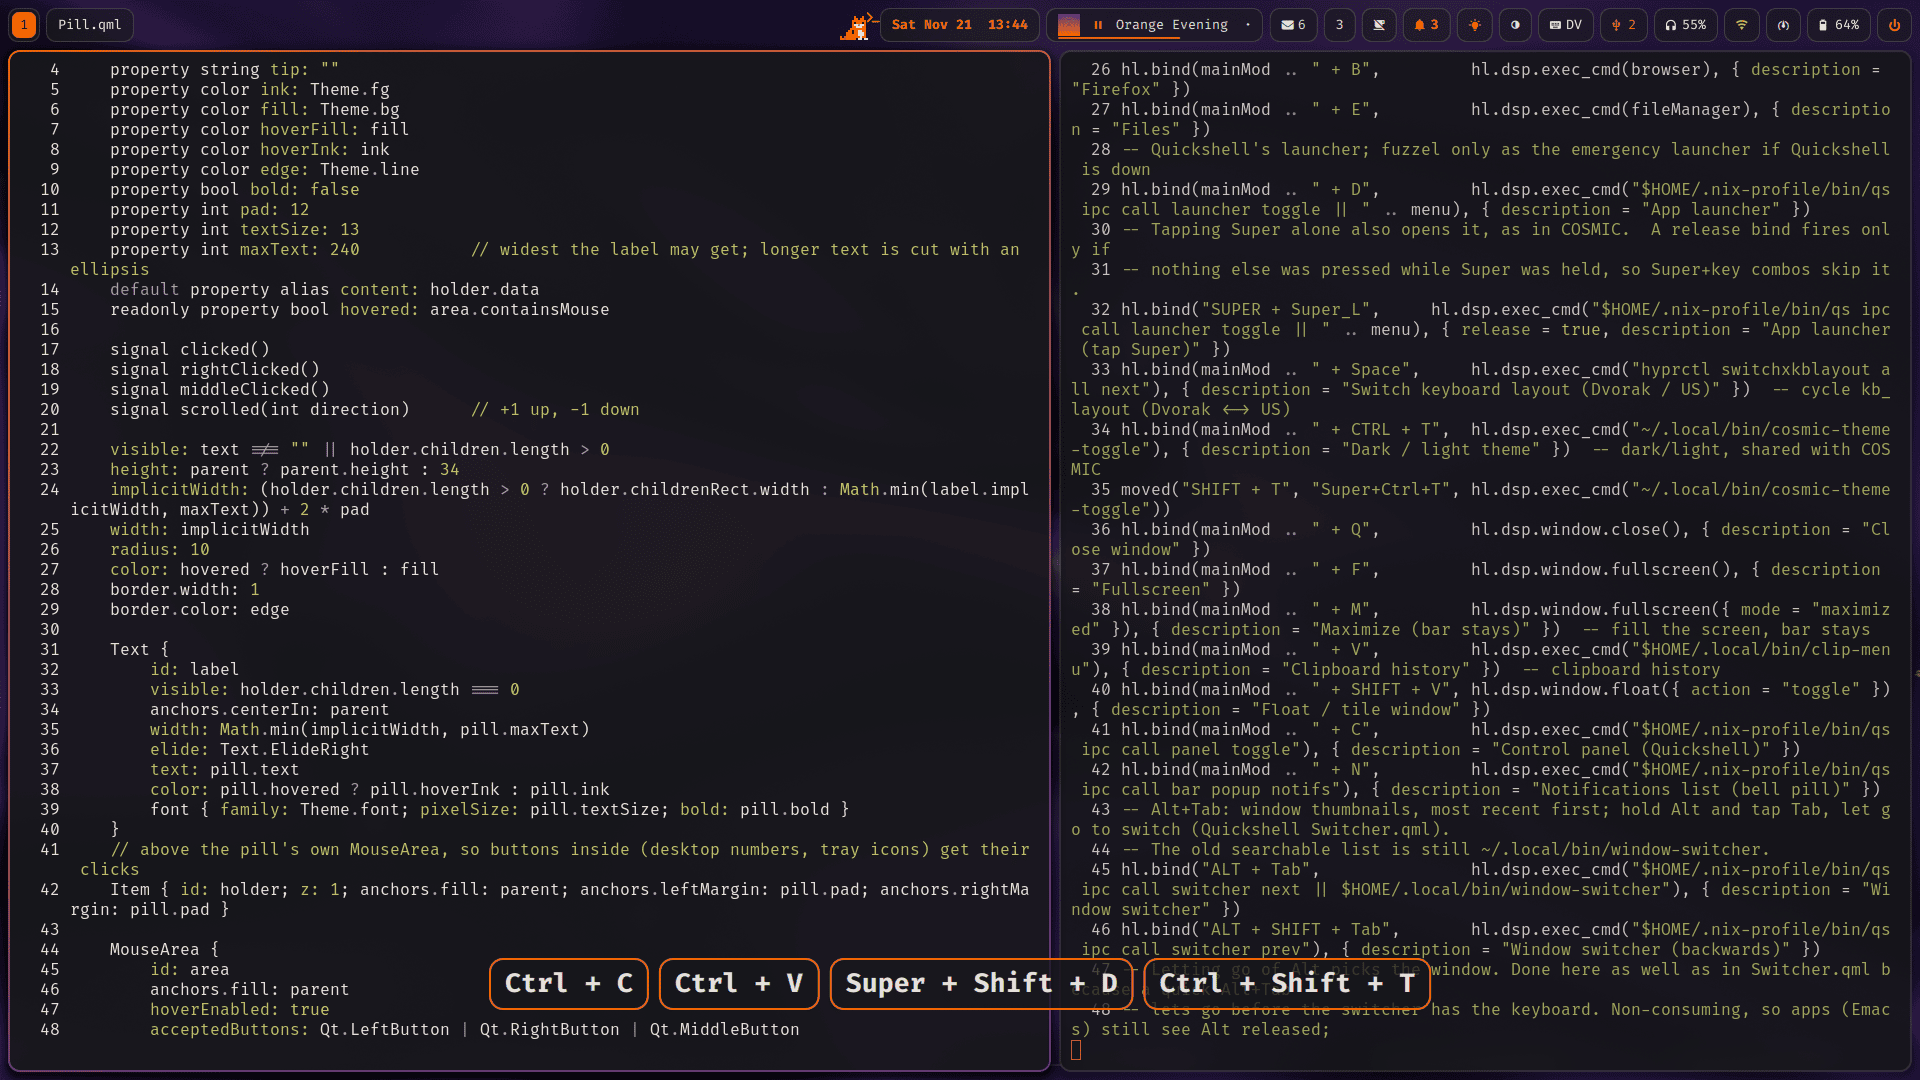 1
Pill.qml
Sat Nov 21  13:44
Orange Evening
6
3
3
DV
2
55%
64%
4     property string tip: ""
5     property color ink: Theme.fg
6     property color fill: Theme.bg
7     property color hoverFill: fill
8     property color hoverInk: ink
9     property color edge: Theme.line
10     property bool bold: false
11     property int pad: 12
12     property int textSize: 13
13     property int maxText: 240           // widest the label may get; longer text is cut with an
ellipsis
14     default property alias content: holder.data
15     readonly property bool hovered: area.containsMouse
16
17     signal clicked()
18     signal rightClicked()
19     signal middleClicked()
20     signal scrolled(int direction)      // +1 up, -1 down
21
22     visible: text !== "" || holder.children.length > 0
23     height: parent ? parent.height : 34
24     implicitWidth: (holder.children.length > 0 ? holder.childrenRect.width : Math.min(label.impl
icitWidth, maxText)) + 2 * pad
25     width: implicitWidth
26     radius: 10
27     color: hovered ? hoverFill : fill
28     border.width: 1
29     border.color: edge
30
31     Text {
32         id: label
33         visible: holder.children.length === 0
34         anchors.centerIn: parent
35         width: Math.min(implicitWidth, pill.maxText)
36         elide: Text.ElideRight
37         text: pill.text
38         color: pill.hovered ? pill.hoverInk : pill.ink
39         font { family: Theme.font; pixelSize: pill.textSize; bold: pill.bold }
40     }
41     // above the pill's own MouseArea, so buttons inside (desktop numbers, tray icons) get their
clicks
42     Item { id: holder; z: 1; anchors.fill: parent; anchors.leftMargin: pill.pad; anchors.rightMa
rgin: pill.pad }
43
44     MouseArea {
45         id: area
46         anchors.fill: parent
47         hoverEnabled: true
48         acceptedButtons: Qt.LeftButton | Qt.RightButton | Qt.MiddleButton
26 hl.bind(mainMod .. " + B",         hl.dsp.exec_cmd(browser), { description =
"Firefox" })
27 hl.bind(mainMod .. " + E",         hl.dsp.exec_cmd(fileManager), { descriptio
n = "Files" })
28 -- Quickshell's launcher; fuzzel only as the emergency launcher if Quickshell
is down
29 hl.bind(mainMod .. " + D",         hl.dsp.exec_cmd("$HOME/.nix-profile/bin/qs
ipc call launcher toggle || " .. menu), { description = "App launcher" })
30 -- Tapping Super alone also opens it, as in COSMIC.  A release bind fires onl
y if
31 -- nothing else was pressed while Super was held, so Super+key combos skip it
.
32 hl.bind("SUPER + Super_L",      hl.dsp.exec_cmd("$HOME/.nix-profile/bin/qs ipc
call launcher toggle || " .. menu), { release = true, description = "App launcher
(tap Super)" })
33 hl.bind(mainMod .. " + Space",     hl.dsp.exec_cmd("hyprctl switchxkblayout a
ll next"), { description = "Switch keyboard layout (Dvorak / US)" })  -- cycle kb_
layout (Dvorak <-> US)
34 hl.bind(mainMod .. " + CTRL + T",  hl.dsp.exec_cmd("~/.local/bin/cosmic-theme
-toggle"), { description = "Dark / light theme" })  -- dark/light, shared with COS
MIC
35 moved("SHIFT + T", "Super+Ctrl+T", hl.dsp.exec_cmd("~/.local/bin/cosmic-theme
-toggle"))
36 hl.bind(mainMod .. " + Q",         hl.dsp.window.close(), { description = "Cl
ose window" })
37 hl.bind(mainMod .. " + F",         hl.dsp.window.fullscreen(), { description
= "Fullscreen" })
38 hl.bind(mainMod .. " + M",         hl.dsp.window.fullscreen({ mode = "maximiz
ed" }), { description = "Maximize (bar stays)" })  -- fill the screen, bar stays
39 hl.bind(mainMod .. " + V",         hl.dsp.exec_cmd("$HOME/.local/bin/clip-men
u"), { description = "Clipboard history" })  -- clipboard history
40 hl.bind(mainMod .. " + SHIFT + V", hl.dsp.window.float({ action = "toggle" })
, { description = "Float / tile window" })
41 hl.bind(mainMod .. " + C",         hl.dsp.exec_cmd("$HOME/.nix-profile/bin/qs
ipc call panel toggle"), { description = "Control panel (Quickshell)" })
42 hl.bind(mainMod .. " + N",         hl.dsp.exec_cmd("$HOME/.nix-profile/bin/qs
ipc call bar popup notifs"), { description = "Notifications list (bell pill)" })
43 -- Alt+Tab: window thumbnails, most recent first; hold Alt and tap Tab, let g
o to switch (Quickshell Switcher.qml).
44 -- The old searchable list is still ~/.local/bin/window-switcher.
45 hl.bind("ALT + Tab",               hl.dsp.exec_cmd("$HOME/.nix-profile/bin/qs
ipc call switcher next || $HOME/.local/bin/window-switcher"), { description = "Wi
ndow switcher" })
46 hl.bind("ALT + SHIFT + Tab",       hl.dsp.exec_cmd("$HOME/.nix-profile/bin/qs
ipc call switcher prev"), { description = "Window switcher (backwards)" })
47 -- Letting go of Alt picks the window. Done here as well as in Switcher.qml b
48 -- lets go before the switcher has the keyboard. Non-consuming, so apps (Emac
s) still see Alt released;
Ctrl + C
Ctrl + V
Super + Shift + D
Ctrl + Shift + T